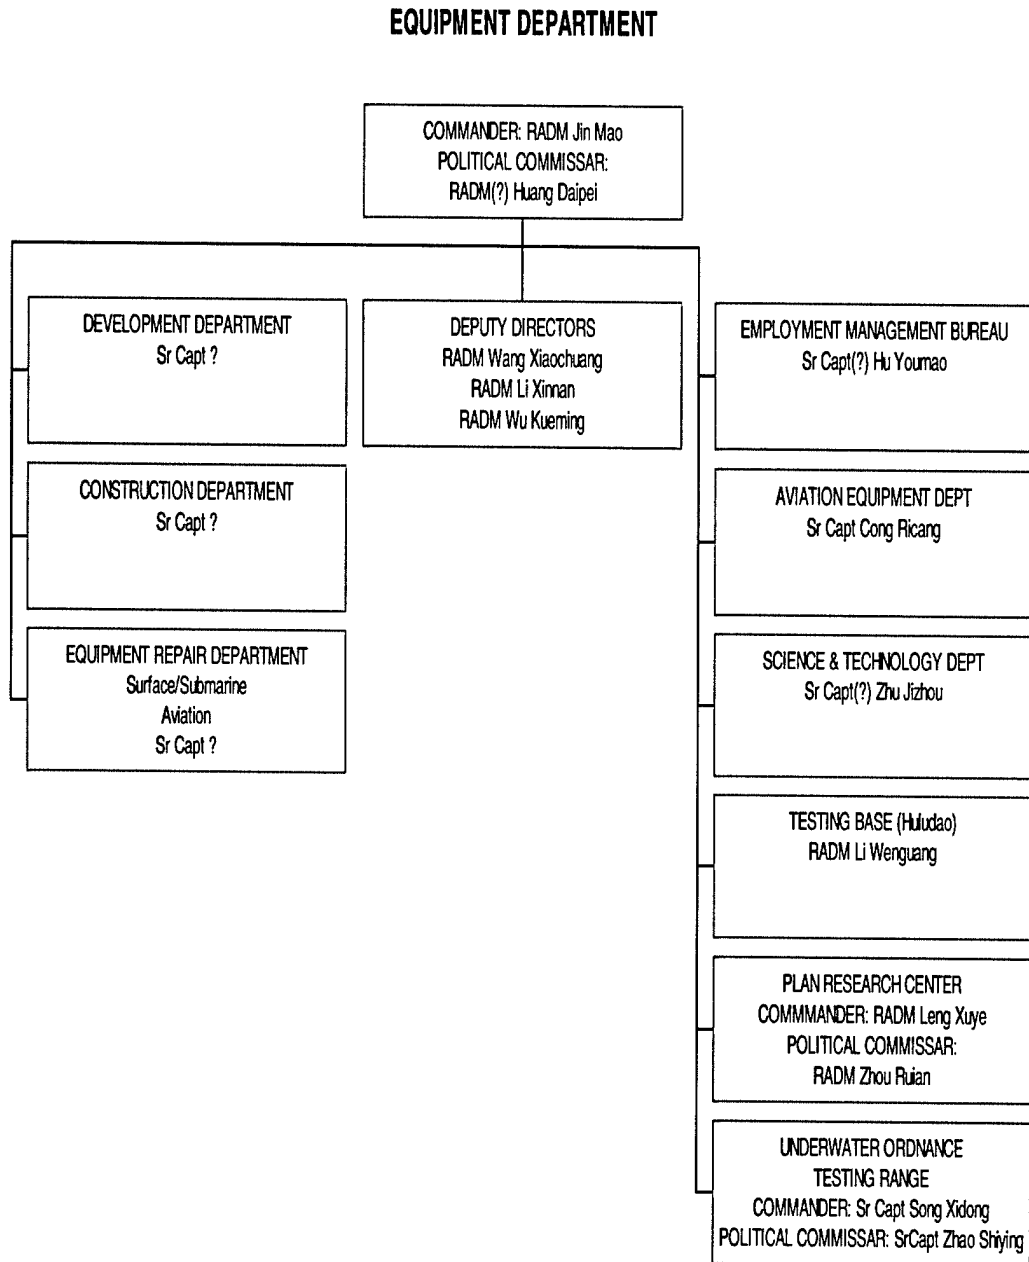 EQUIPMENT DEPARTMENT
COMMANDER: RADM Jin Mao
POLITICAL COMMISSAR:
RADM(?) Huang Daipei
DEVELOPMENT DEPARTMENT
Sr Capt ?
CONSTRUCTION DEPARTMENT
Sr Capt ?
EQUIPMENT REPAIR DEPARTMENT
Surface/Submarine
Aviation
Sr Capt ?
DEPUTY DIRECTORS
RADM Wang Xiaochuang
RADM Li Xinnan
RADM Wu Kueming
EMPLOYMENT MANAGEMENT BUREAU
Sr Capt(?) Hu Youmao
AVIATION EQUIPMENT DEPT
Sr Capt Cong Ricang
SCIENCE & TECHNOLOGY DEPT
Sr Capt(?) Zhu Jizhou
TESTING BASE (Huludao)
RADM Li Wenguang
PLAN RESEARCH CENTER
COMMMANDER: RADM Leng Xuye
POLITICAL COMMISSAR:
RADM Zhou Ruian
UNDERWATER ORDNANCE
TESTING RANGE
COMMANDER: Sr Capt Song Xidong
POLITICAL COMMISSAR: SrCapt Zhao Shiying